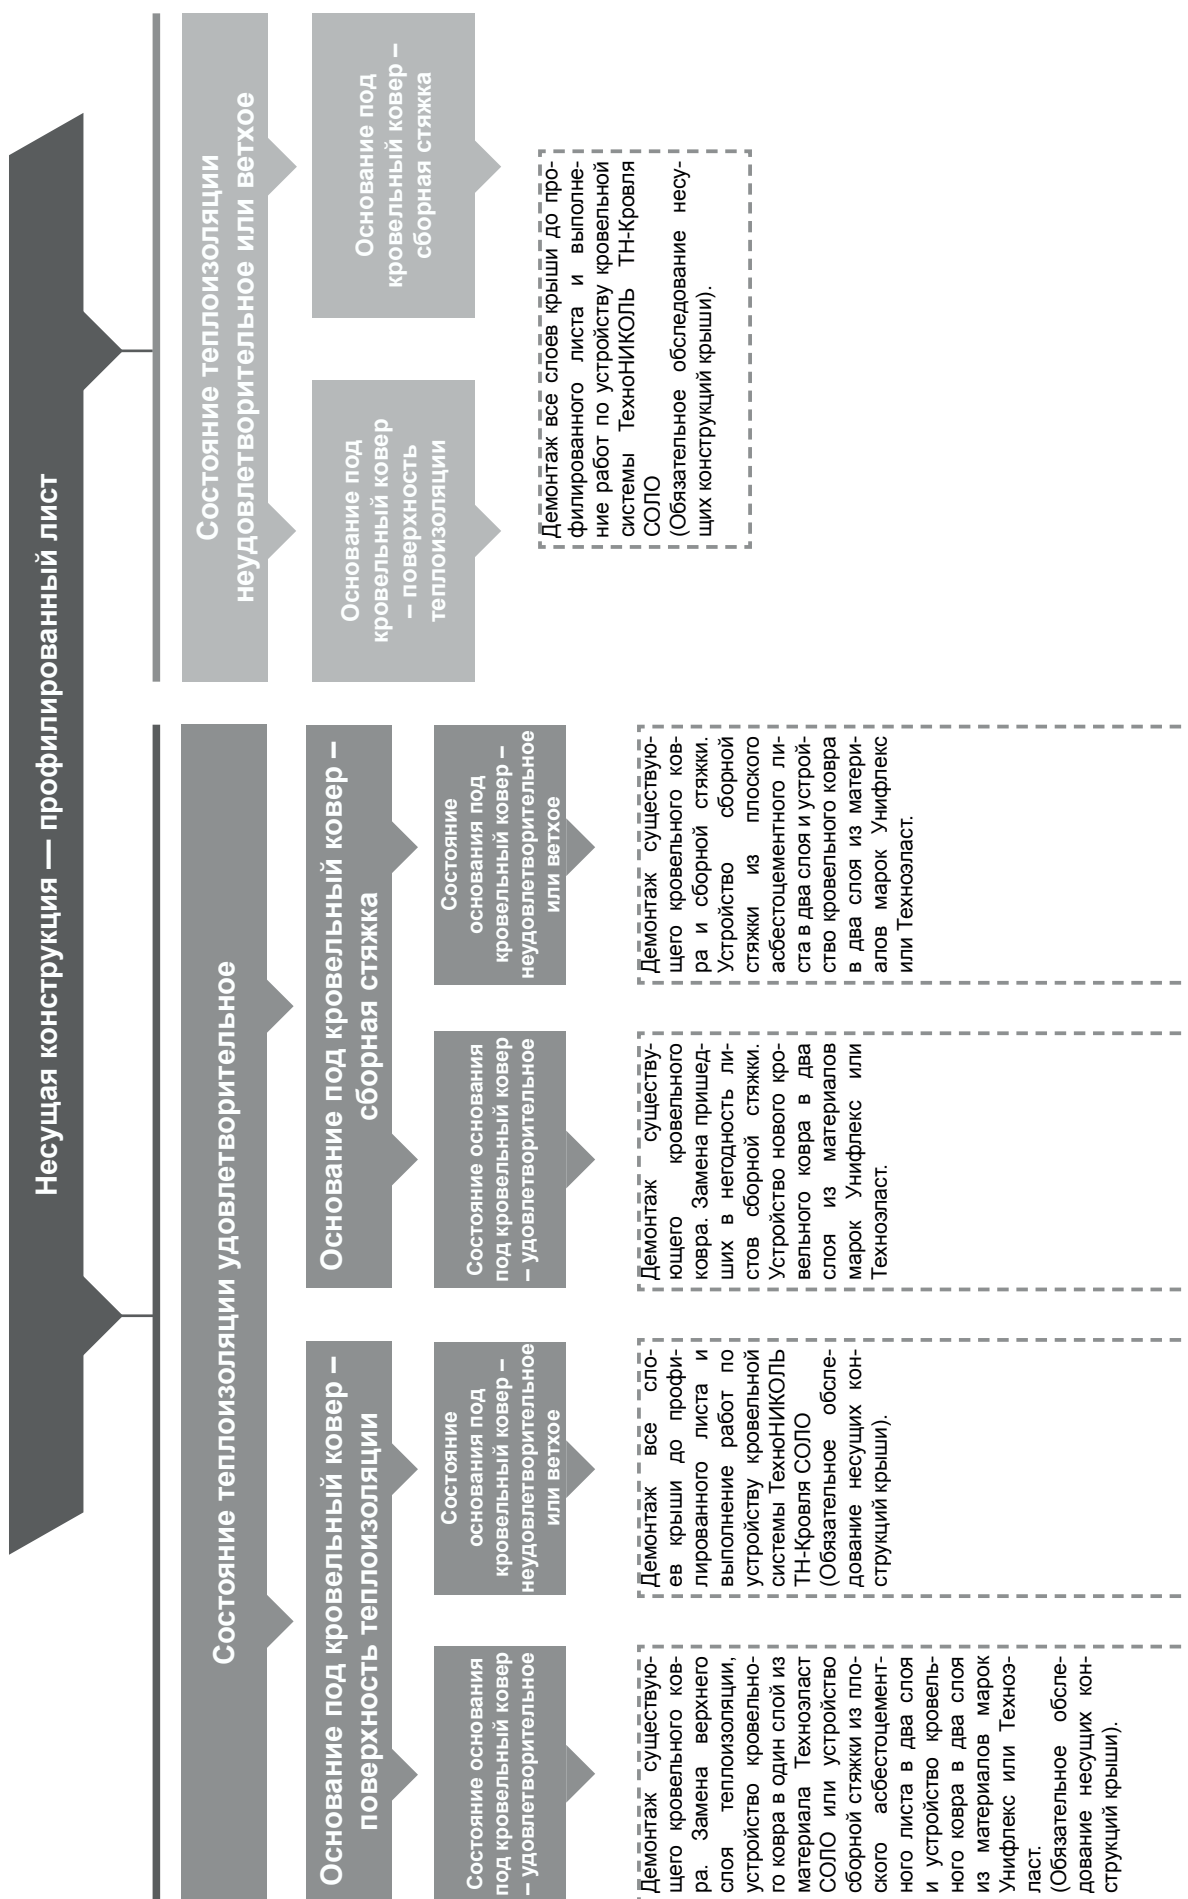 Несущая конструкция — профилированный лист
Состояние теплоизоляции удовлетворительное
Основание под кровельный ковер –
поверхность теплоизоляции
Состояние основания
под кровельный ковер
– удовлетворительное
Демонтаж существую-
щего кровельного ков-
ра. Замена верхнего
слоя теплоизоляции,
устройство кровельно-
го ковра в один слой из
материала Техноэласт
СОЛО или устройство
сборной стяжки из пло-
ского асбестоцемент-
ного листа в два слоя
и устройство кровель-
ного ковра в два слоя
из материалов марок
Унифлекс или Техноэ-
ласт.
(Обязательное обсле-
дование несущих кон-
струкций крыши).
Состояние
основания под
кровельный ковер –
неудовлетворительное
или ветхое
Демонтаж все сло-
ев крыши до профи-
лированного листа и
выполнение работ по
устройству кровельной
системы ТехноНИКОЛЬ
ТН-Кровля СОЛО
(Обязательное обсле-
дование несущих кон-
струкций крыши).
Основание под кровельный ковер –
сборная стяжка
Состояние основания
под кровельный ковер
– удовлетворительное
Демонтаж существу-
ющего кровельного
ковра. Замена пришед-
ших в негодность ли-
стов сборной стяжки.
Устройство нового кро-
вельного ковра в два
слоя из материалов
марок Унифлекс или
Техноэласт.
Состояние
основания под
кровельный ковер –
неудовлетворительное
или ветхое
Демонтаж существую-
щего кровельного ков-
ра и сборной стяжки.
Устройство сборной
стяжки из плоского
асбестоцементного ли-
ста в два слоя и устрой-
ство кровельного ковра
в два слоя из матери-
алов марок Унифлекс
или Техноэласт.
Состояние теплоизоляции
неудовлетворительное или ветхое
Основание под
кровельный ковер
– поверхность
теплоизоляции
Основание под
кровельный ковер –
сборная стяжка
Демонтаж все слоев крыши до про-
филированного листа и выполне-
ние работ по устройству кровельной
системы ТехноНИКОЛЬ ТН-Кровля
СОЛО
(Обязательное обследование несу-
щих конструкций крыши).